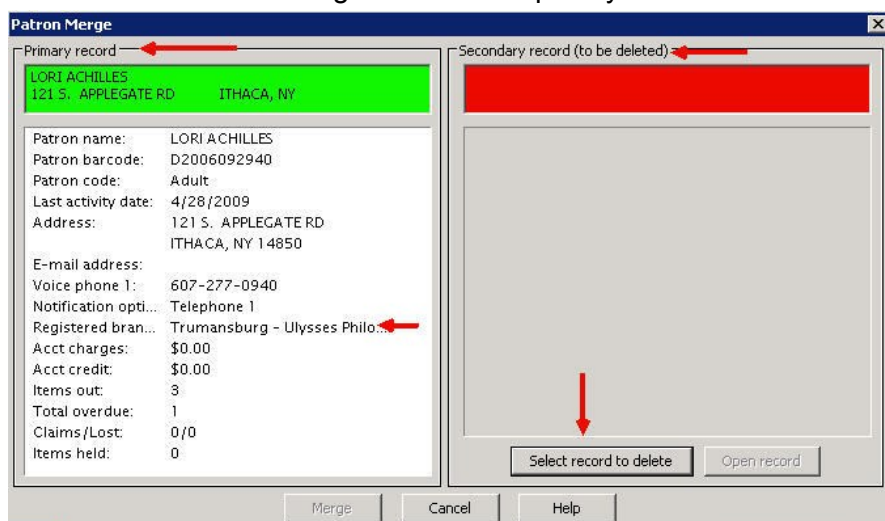 Patron Merge
Primary record
LORI ACHILLES
121 S. APPLEGATE RD ITHACA, NY
Patron name: LORI ACHILLES
Patron barcode: D2006092940
Patron code: Adult
Last activity date: 4/28/2009
Address: 121 S. APPLEGATE RD
ITHACA, NY 14850
E-mail address:
Voice phone 1: 607-277-0940
Notification opti... Telephone 1
Registered bran... Trumansburg - Ulysses Philo...
Acct charges: $0.00
Acct credit: $0.00
Items out: 3
Total overdue: 1
Claims/Lost: 0/0
Items held: 0
Secondary record (to be deleted)
Select record to delete Open record
Merge Cancel Help